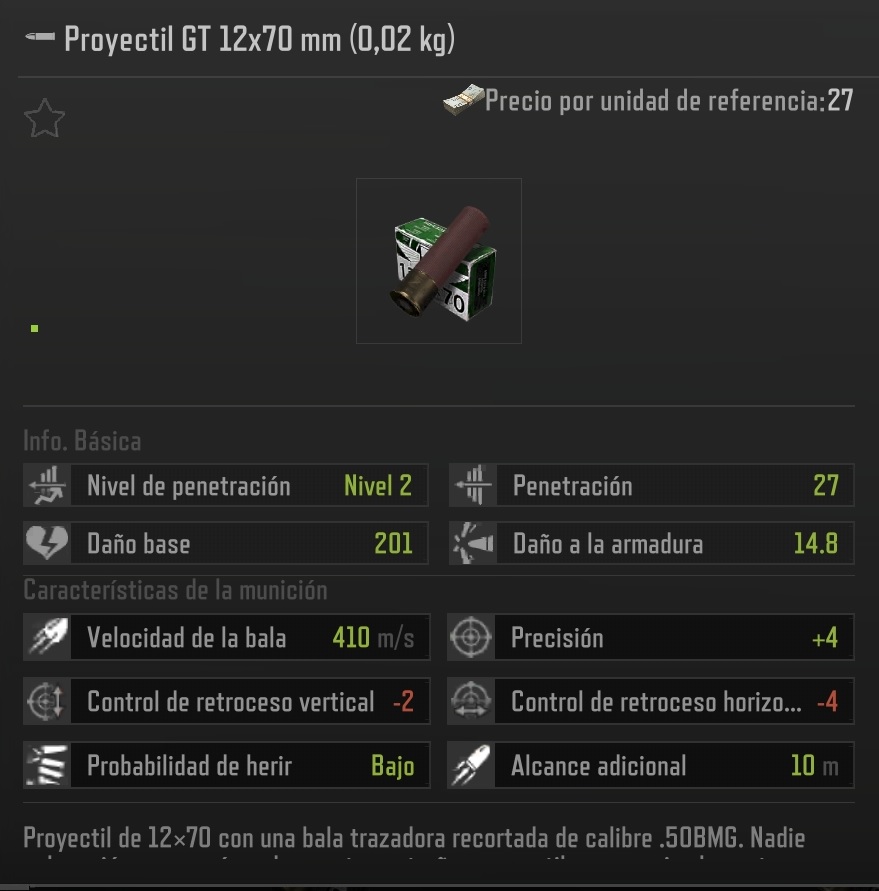 Proyectil GT 12x70 mm (0,02 kg)
Precio por unidad de referencia:27
70
Info. Básica
Nivel de penetración Nivel 2
Penetración 27
Daño base 201
Daño a la armadura 14.8
Características de la munición
Velocidad de la bala 410 m/s
Precisión +4
Control de retroceso vertical -2
Control de retroceso horizo... -4
Probabilidad de herir Bajo
Alcance adicional 10 m
Proyectil de 12×70 con una bala trazadora recortada de calibre .50BMG. Nadie